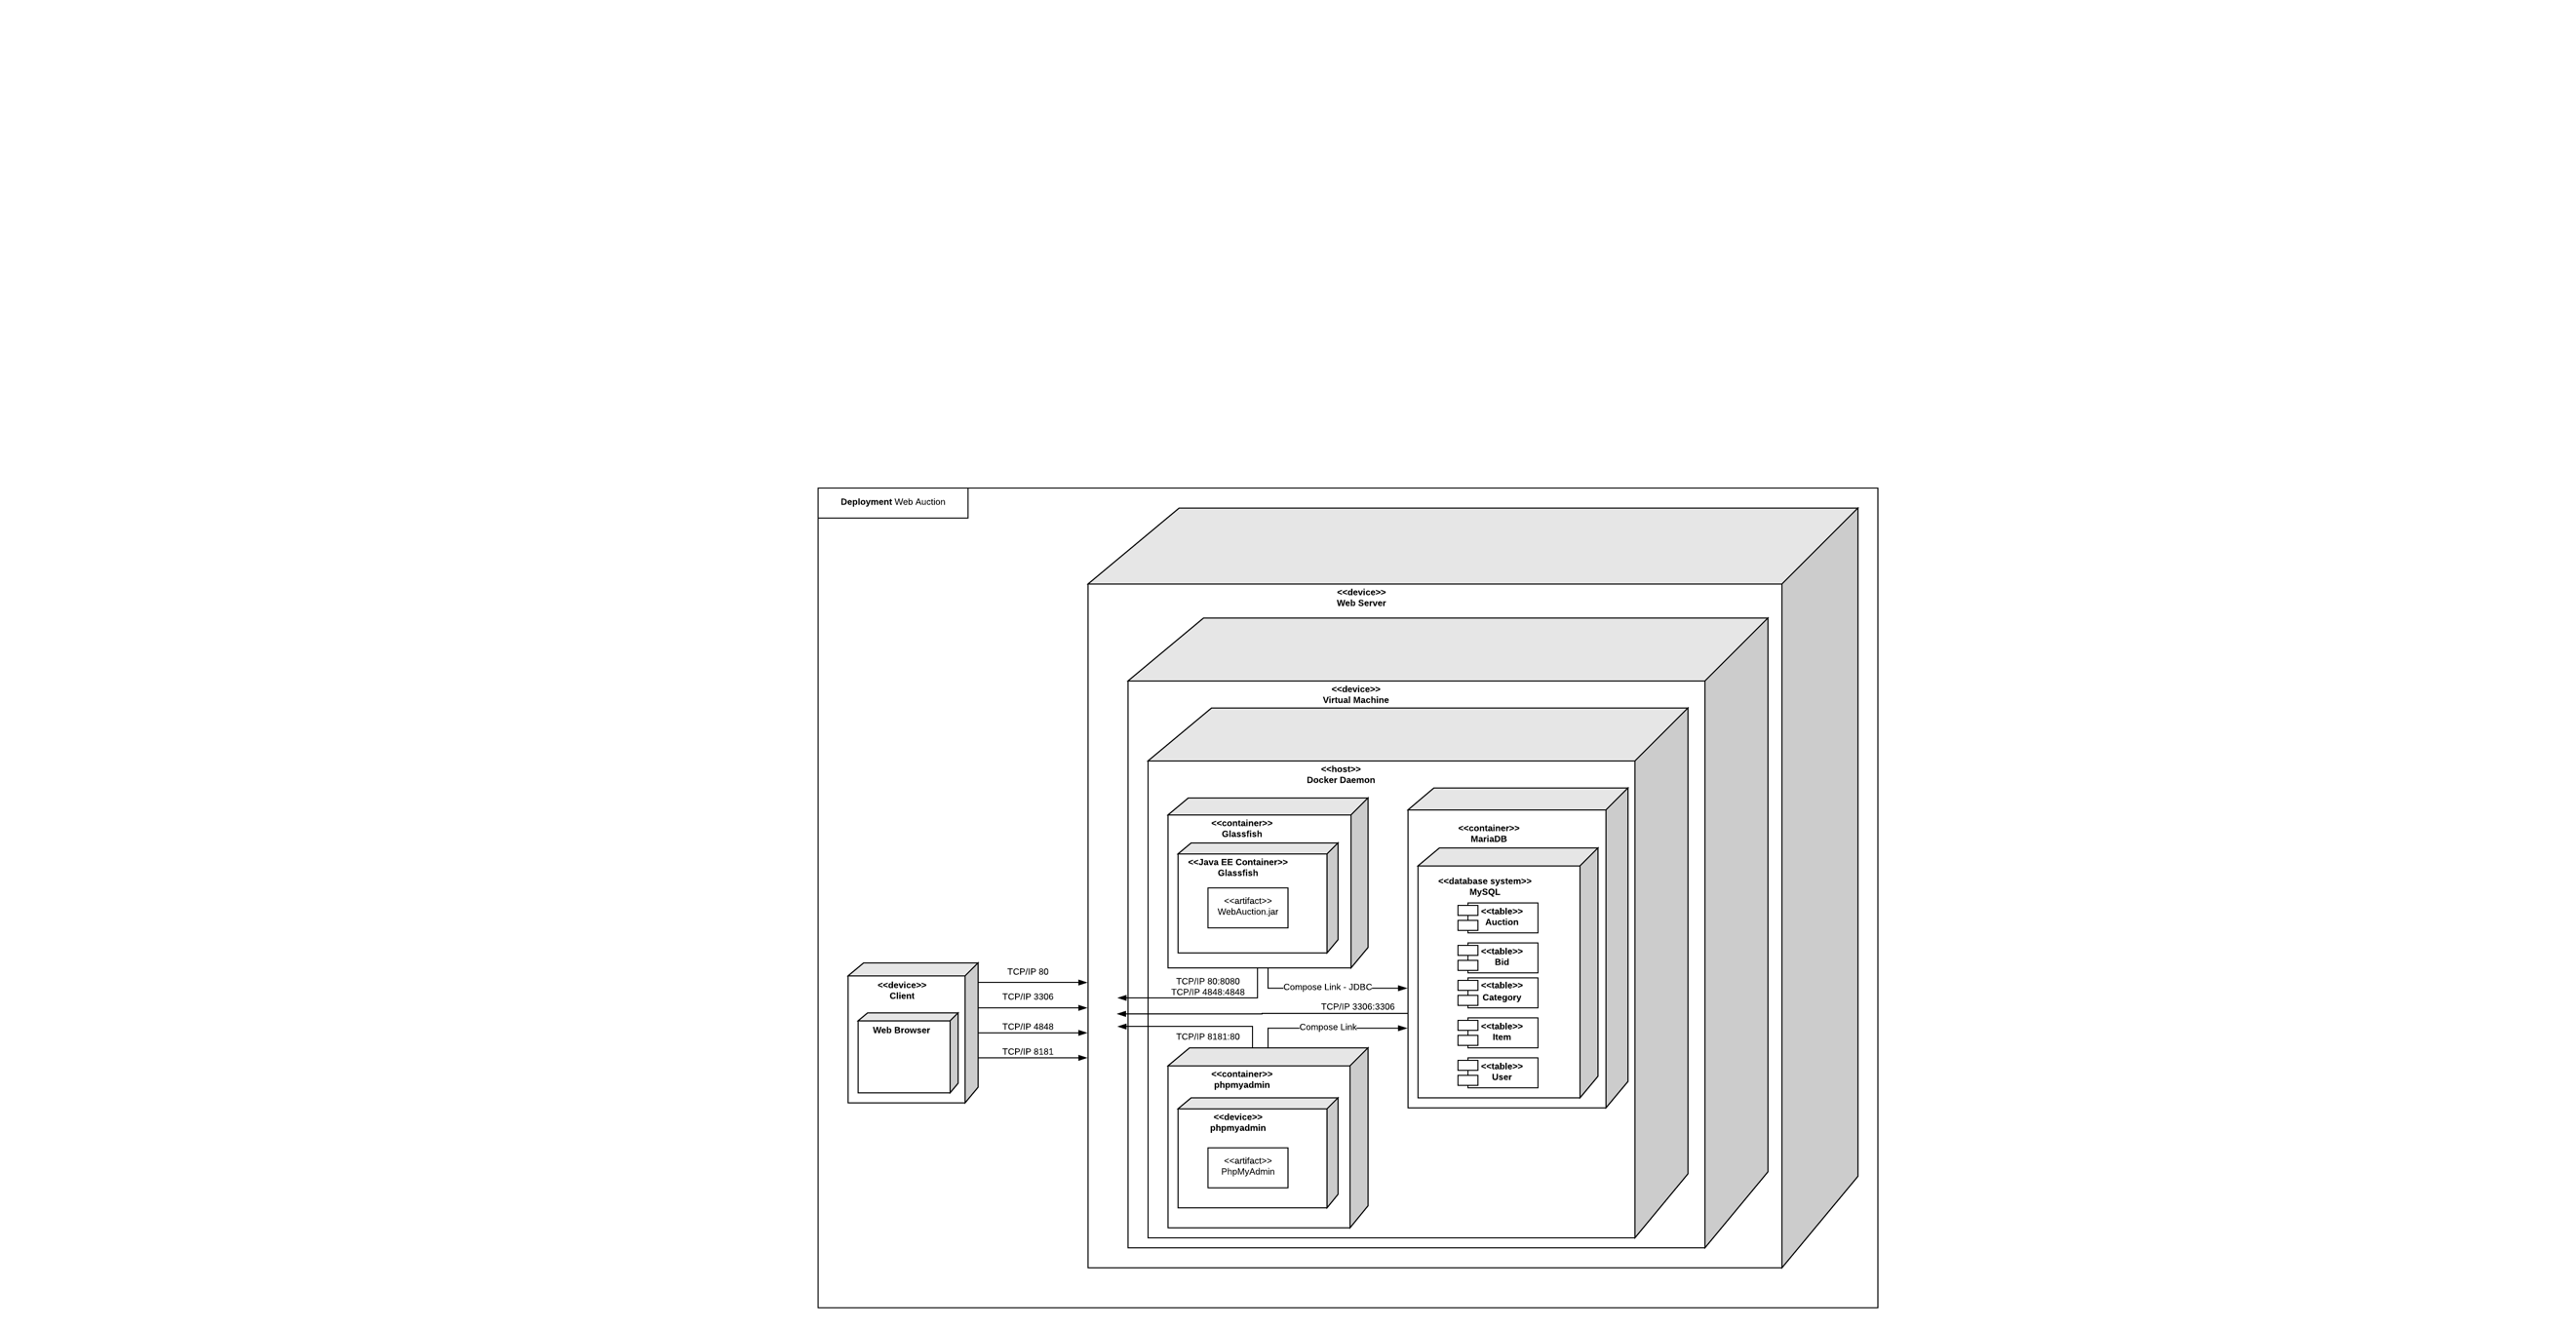 Deployment Web Auction
<<device>>
Web Server
<<device>>
Virtual Machine
<<host>>
Docker Daemon
<<container>>
Glassfish
<<Java EE Container>>
Glassfish
<<artifact>>
WebAuction.jar
<<container>>
MariaDB
<<database system>>
MySQL
<<table>>
Auction
<<table>>
Bid
<<table>>
Category
<<table>>
Item
<<table>>
User
<<device>>
Client
Web Browser
TCP/IP 80
TCP/IP 3306
TCP/IP 4848
TCP/IP 8181
TCP/IP 80:8080
TCP/IP 4848:4848
Compose Link - JDBC
TCP/IP 3306:3306
Compose Link
TCP/IP 8181:80
<<container>>
phpmyadmin
<<device>>
phpmyadmin
<<artifact>>
PhpMyAdmin